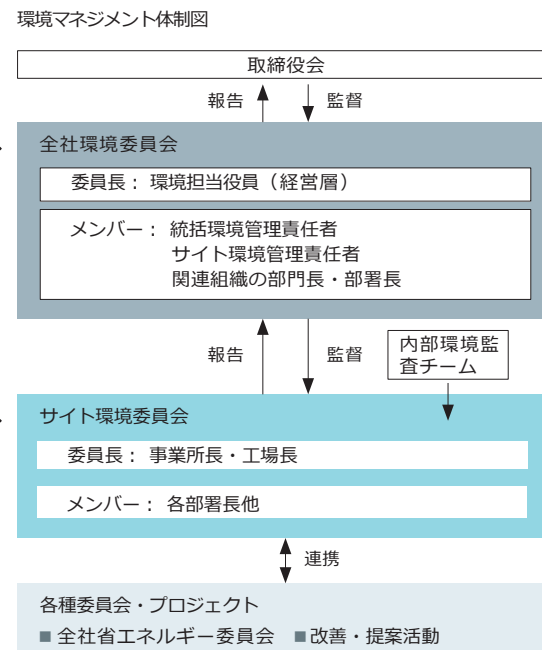 環境マネジメント体制図
取締役会
報告 監督
全社環境委員会
委員長：環境担当役員（経営層）
メンバー：統括環境管理責任者
サイト環境管理責任者
関連組織の部門長・部署長
報告 監督
内部環境監
査チーム
サイト環境委員会
委員長：事業所長・工場長
メンバー：各部署長他
連携
各種委員会・プロジェクト
■全社省エネルギー委員会 ■改善・提案活動